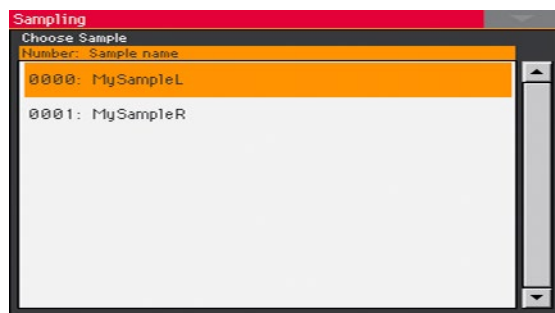 Sampling
Choose Sample
Number: Sample name
0000: MySampleL
0001: MySampleR